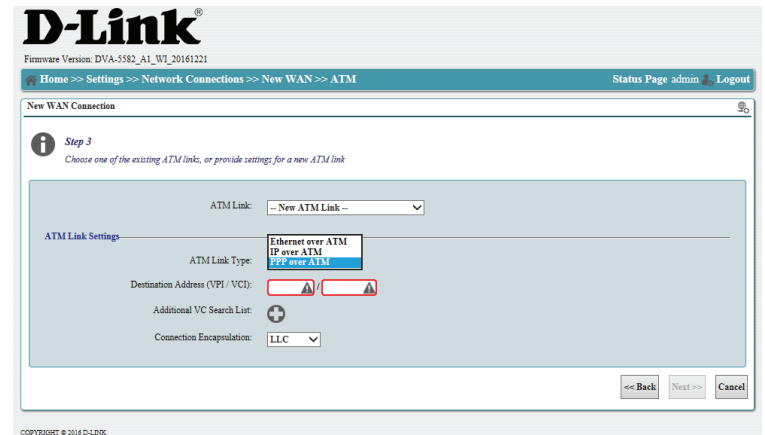 D-Link®
Firmware Version: DVA-5582_A1_WI_20161221
Home >> Settings >> Network Connections >> New WAN >> ATM
Status Page admin Logout
New WAN Connection
Step 3
Choose one of the existing ATM links, or provide settings for a new ATM link
ATM Link: -- New ATM Link --
ATM Link Settings
Ethernet over ATM
IP over ATM
ATM Link Type: PPP over ATM
Destination Address (VPI / VCI): /
Additional VC Search List:
Connection Encapsulation: LLC
<< Back Next >> Cancel
COPYRIGHT © 2016 D-LINK